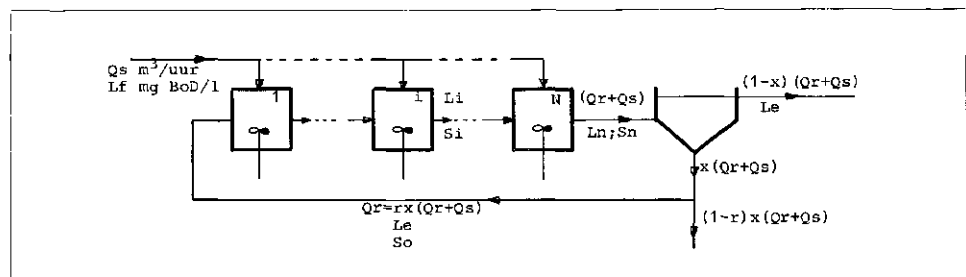 Qs m³/uur
Lf mg BoD/l
1
i
N
Li
Si
(Qr+Qs)
Ln;Sn
(1-x)(Qr+Qs)
Le
x(Qr+Qs)
Qr=rx(Qr+Qs)
Le
So
(1-r)x(Qr+Qs)